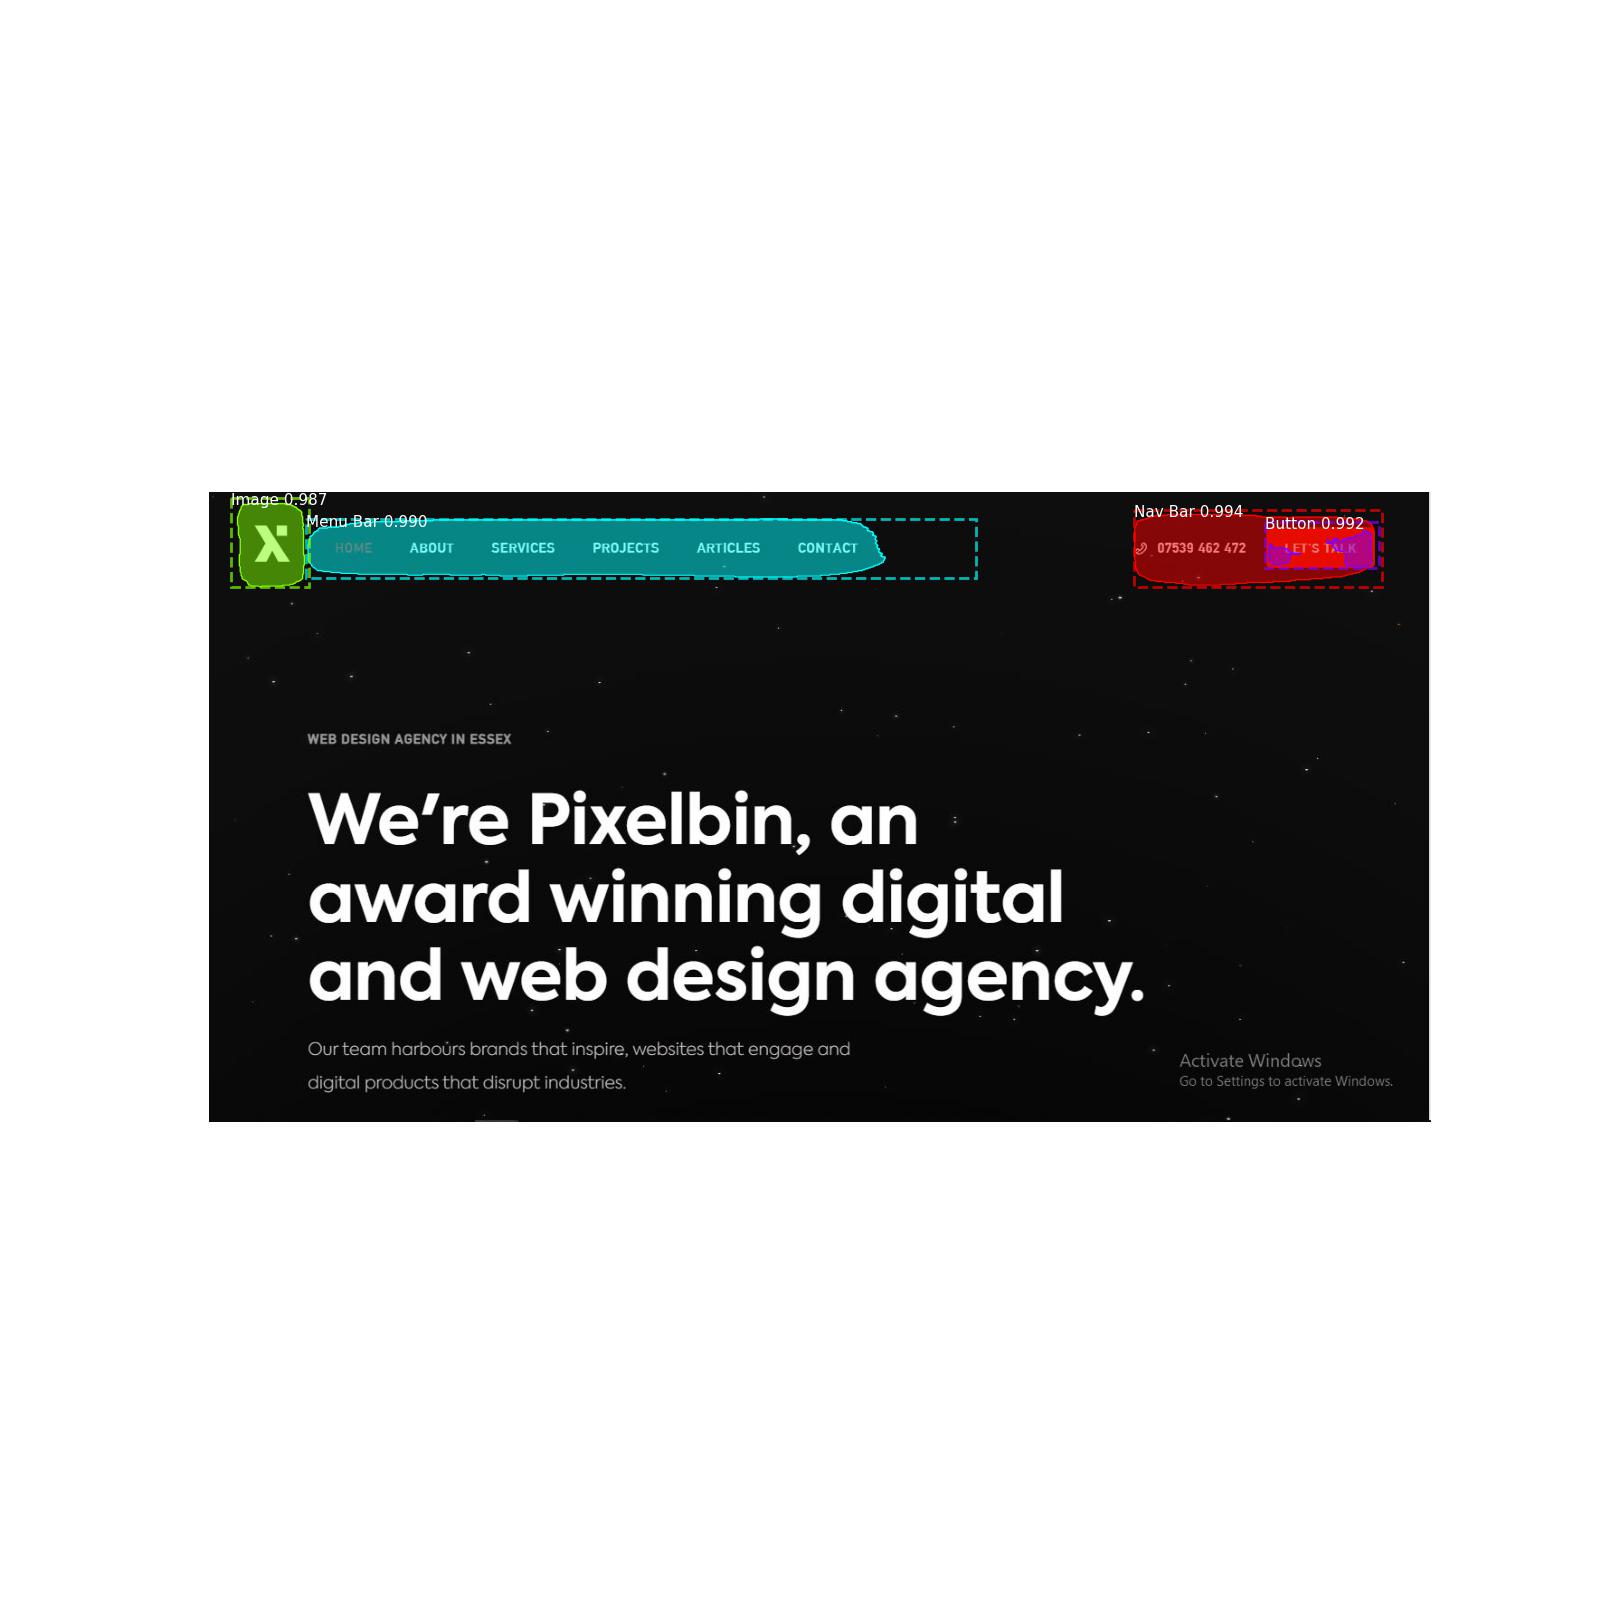 Image 0.987
Menu Bar 0.990
Nav Bar 0.994
Button 0.992
HOME ABOUT SERVICES PROJECTS ARTICLES CONTACT 07539 462 472 LET'S TALK
WEB DESIGN AGENCY IN ESSEX
We're Pixelbin, an
award winning digital
and web design agency.
Our team harbours brands that inspire, websites that engage and
digital products that disrupt industries.
Activate Windows
Go to Settings to activate Windows.